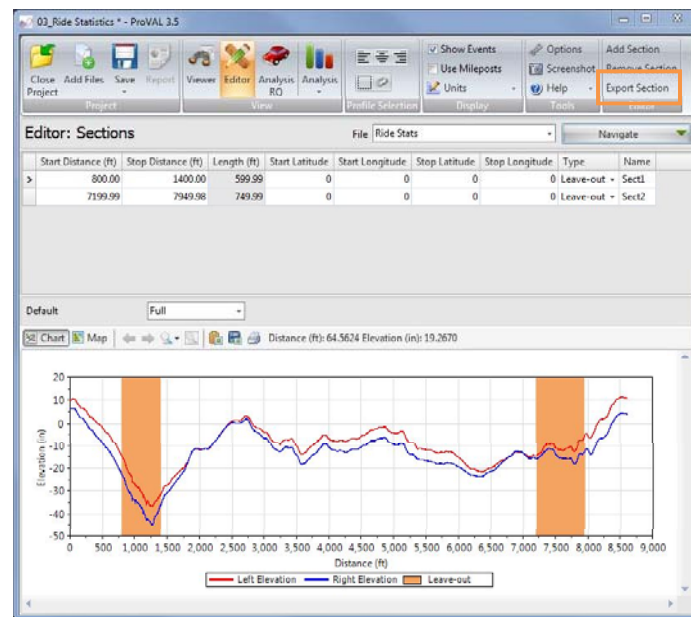 03_Ride Statistics * - ProVAL 3.5
Close Project
Add Files
Save
Report
Viewer
Editor
Analysis RQ
Analysis
Show Events
Use Mileposts
Units
Options
Screenshot
Help
Add Section
Remove Section
Export Section
Project
View
Profile Selection
Display
Tools
Editor
Editor: Sections
File Ride Stats
Navigate
Start Distance (ft) Stop Distance (ft) Length (ft) Start Latitude Start Longitude Stop Latitude Stop Longitude Type Name
800.00 1400.00 599.99 0 0 0 0 Leave-out Sect1
7199.99 7949.98 749.99 0 0 0 0 Leave-out Sect2
Default Full
Chart Map Distance (ft): 64.5624 Elevation (in): 19.2670
20
10
0
-10
-20
-30
-40
-50
Elevation (in)
0 500 1,000 1,500 2,000 2,500 3,000 3,500 4,000 4,500 5,000 5,500 6,000 6,500 7,000 7,500 8,000 8,500 9,000
Distance (ft)
Left Elevation Right Elevation Leave-out